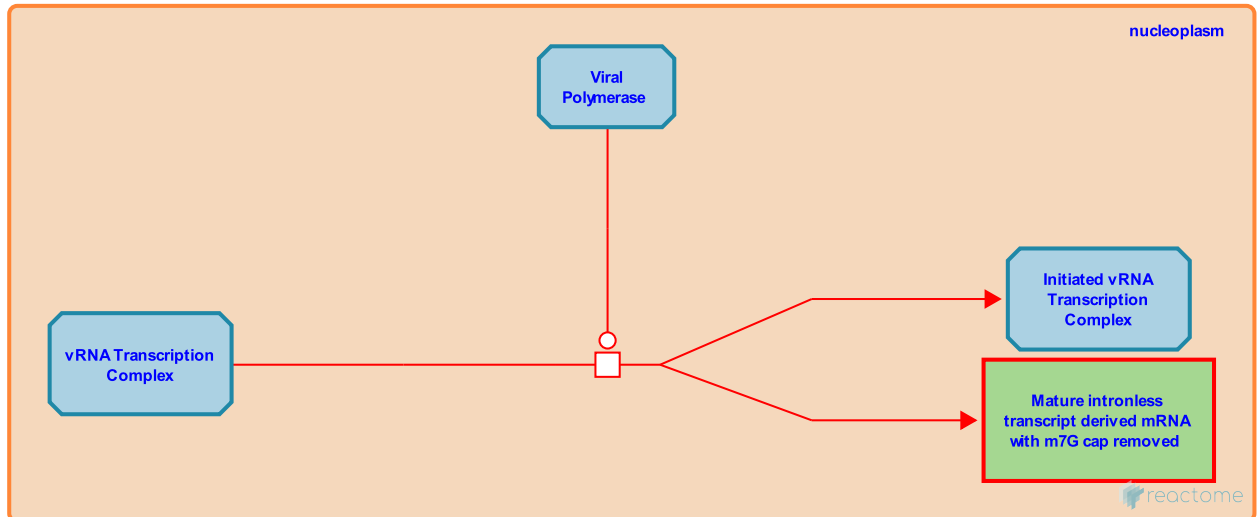 nucleoplasm
Viral
Polymerase
Initiated vRNA
Transcription
Complex
vRNA Transcription
Complex
Mature intronless
transcript derived mRNA
with m7G cap removed
reactome